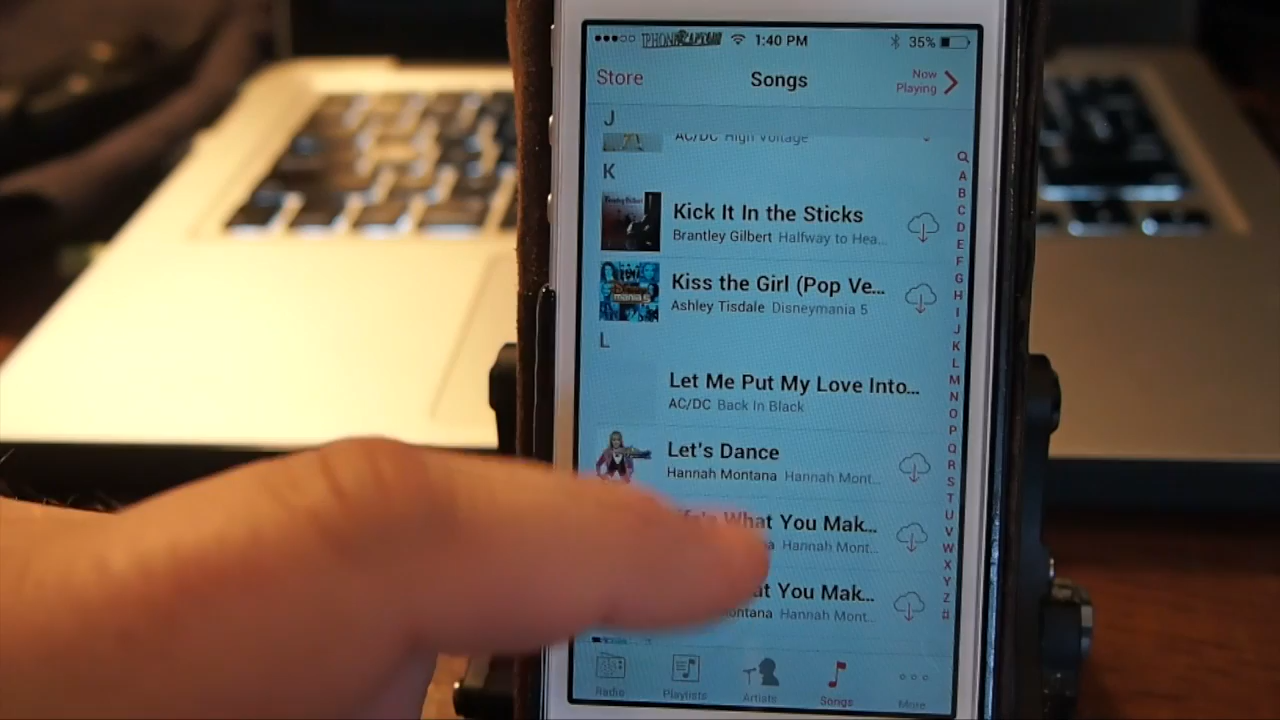 1:40 PM 35%
Store Songs Now Playing
J
AC/DC High Voltage
K
Kick It In the Sticks
Brantley Gilbert Halfway to Hea...
Kiss the Girl (Pop Ve...
Ashley Tisdale Disneymania 5
L
Let Me Put My Love Into...
AC/DC Back In Black
Let's Dance
Hannah Montana Hannah Mont...
What You Mak...
Hannah Mont...
You Mak...
Hannah Mont...
A
B
C
D
E
F
G
H
I
J
K
L
M
N
O
P
Q
R
S
T
U
V
W
X
Y
Z
#
Radio Playlists Artists Songs More